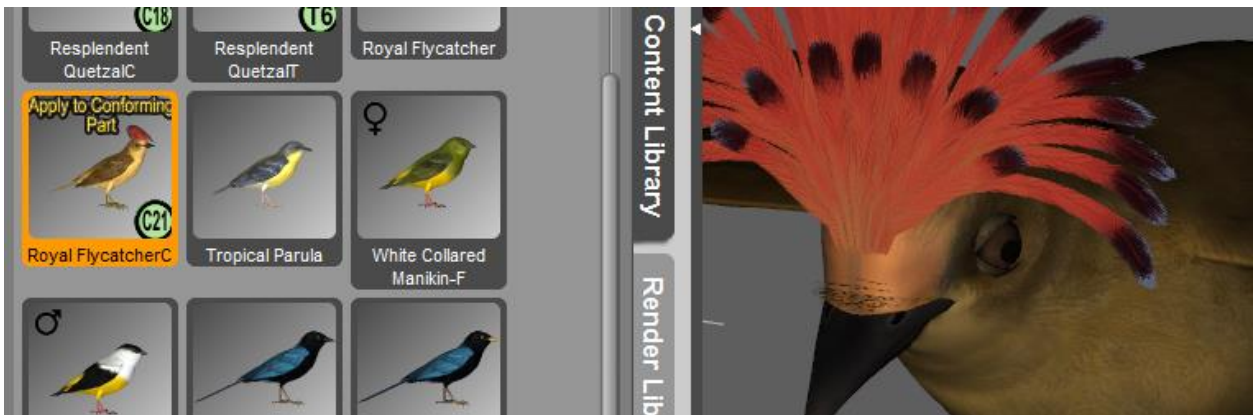 C18
T6
Resplendent
QuetzalC
Resplendent
QuetzalT
Royal Flycatcher
Apply to Conforming
Part
C21
Royal FlycatcherC
Tropical Parula
White Collared
Manikin-F
Content Library
Render Lib